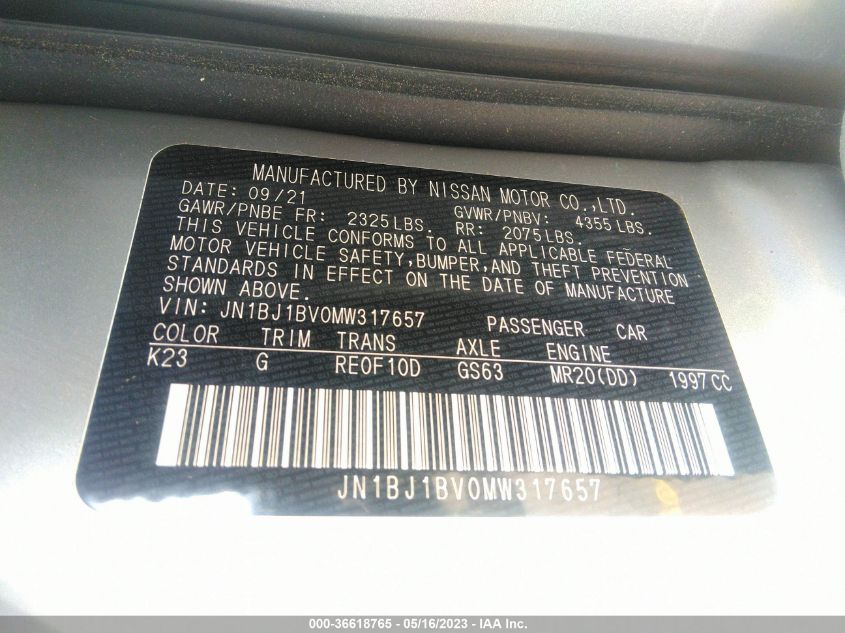 MANUFACTURED BY NISSAN MOTOR CO.,LTD.
DATE: 09/21
GAWR/PNBE FR: 2325LBS. GVWR/PNBV: 4355LBS.
RR: 2075LBS.
THIS VEHICLE CONFORMS TO ALL APPLICABLE FEDERAL
MOTOR VEHICLE SAFETY,BUMPER,AND THEFT PREVENTION
STANDARDS IN EFFECT ON THE DATE OF MANUFACTURE
SHOWN ABOVE.
VIN: JN1BJ1BV0MW317657 PASSENGER CAR
COLOR TRIM TRANS AXLE ENGINE
K23 G RE0F10D GS63 MR20(DD) 1997CC
JN1BJ1BV0MW317657
000-36618765 - 05/16/2023 - IAA Inc.